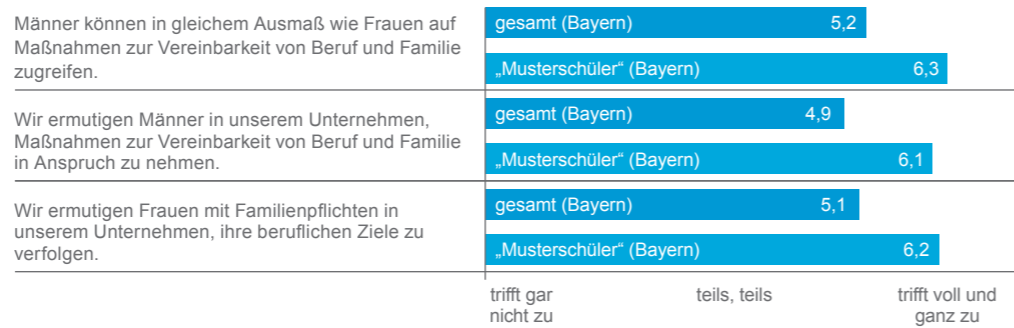 Männer können in gleichem Ausmaß wie Frauen auf
Maßnahmen zur Vereinbarkeit von Beruf und Familie
zugreifen.
gesamt (Bayern) 5,2
„Musterschüler“ (Bayern) 6,3
Wir ermutigen Männer in unserem Unternehmen,
Maßnahmen zur Vereinbarkeit von Beruf und Familie
in Anspruch zu nehmen.
gesamt (Bayern) 4,9
„Musterschüler“ (Bayern) 6,1
Wir ermutigen Frauen mit Familienpflichten in
unserem Unternehmen, ihre beruflichen Ziele zu
verfolgen.
gesamt (Bayern) 5,1
„Musterschüler“ (Bayern) 6,2
trifft gar
nicht zu
teils, teils
trifft voll und
ganz zu